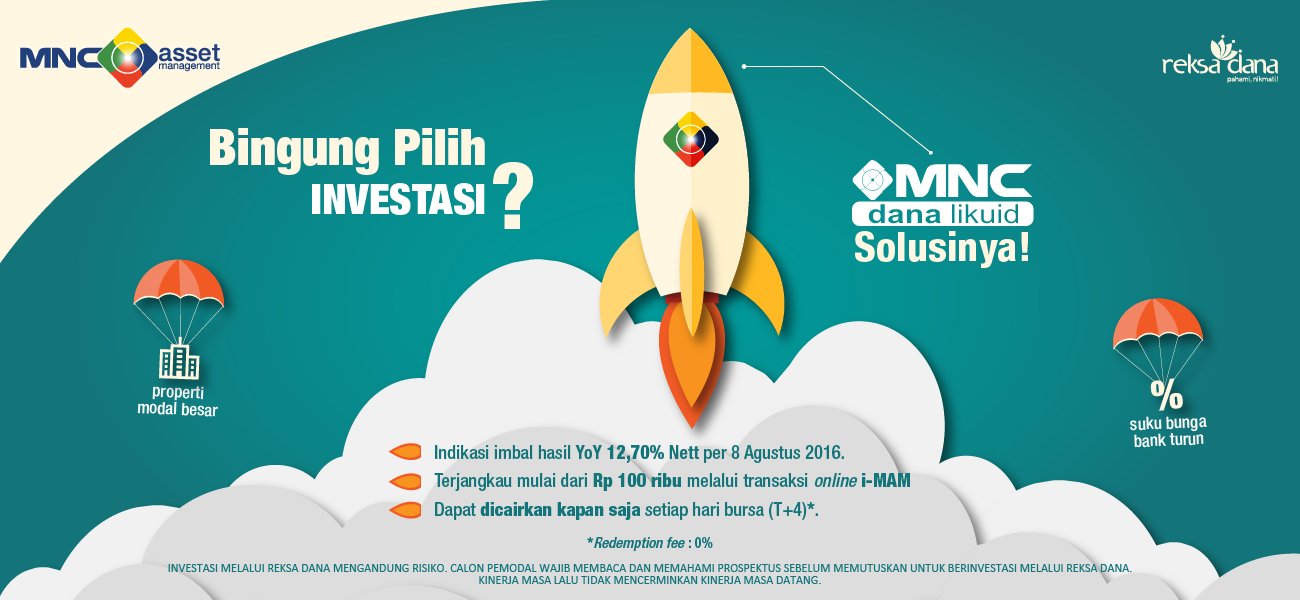 MNC asset
management
reksa dana
pahami, nikmati!
Bingung Pilih
INVESTASI ?
MNC
dana likuid
Solusinya!
properti
modal besar
%
suku bunga
bank turun
Indikasi imbal hasil YoY 12,70% Nett per 8 Agustus 2016.
Terjangkau mulai dari Rp 100 ribu melalui transaksi online i-MAM
Dapat dicairkan kapan saja setiap hari bursa (T+4)*.
*Redemption fee : 0%
INVESTASI MELALUI REKSA DANA MENGANDUNG RISIKO. CALON PEMODAL WAJIB MEMBACA DAN MEMAHAMI PROSPEKTUS SEBELUM MEMUTUSKAN UNTUK BERINVESTASI MELALUI REKSA DANA.
KINERJA MASA LALU TIDAK MENCERMINKAN KINERJA MASA DATANG.